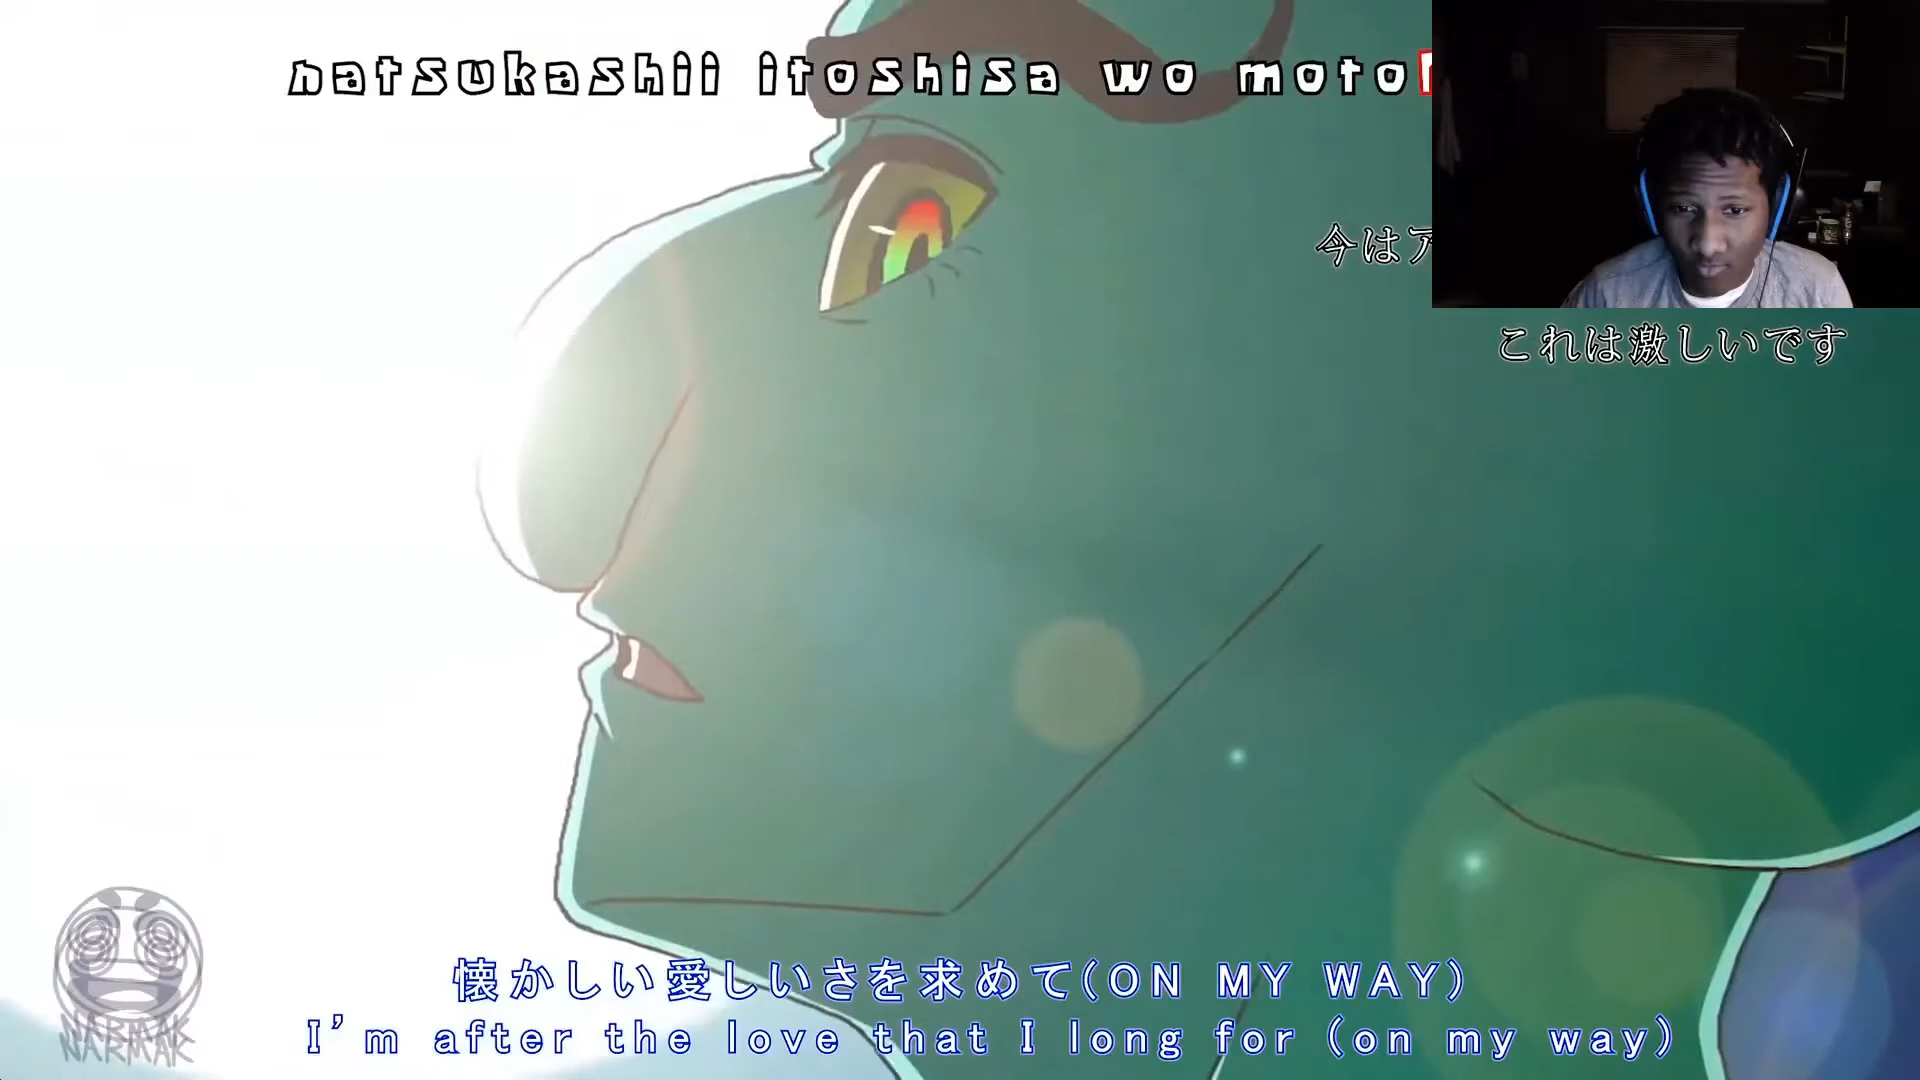 natsukashii itoshisa wo moto
今はア
これは激しいです
懐かしい愛しいさを求めて(ON MY WAY)
I'm after the love that I long for (on my way)
NARMAK
NARMAK